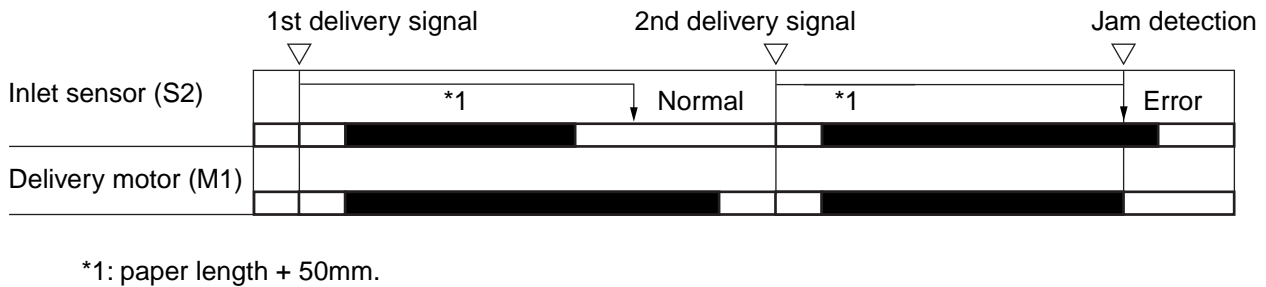 1st delivery signal 2nd delivery signal Jam detection
Inlet sensor (S2) *1 Normal *1 Error
Delivery motor (M1)
*1: paper length + 50mm.